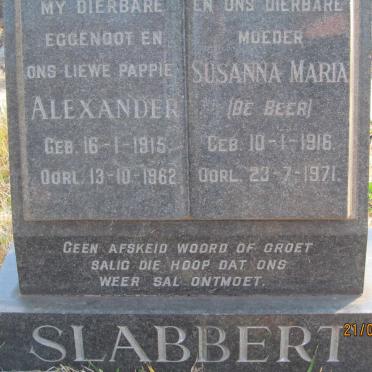 MY DIERBARE
EGGENOOT EN
ONS LIEWE PAPPIE
ALEXANDER
GEB. 16-1-1915
OORL. 13-10-1962
EN ONS DIERBARE
MOEDER
SUSANNA MARIA
(DE BEER)
GEB. 10-1-1916
OORL. 23-7-1971.
GEEN AFSKEID WOORD OF GROET
SALIG DIE HOOP DAT ONS
WEER SAL ONTMOET.
SLABBERT